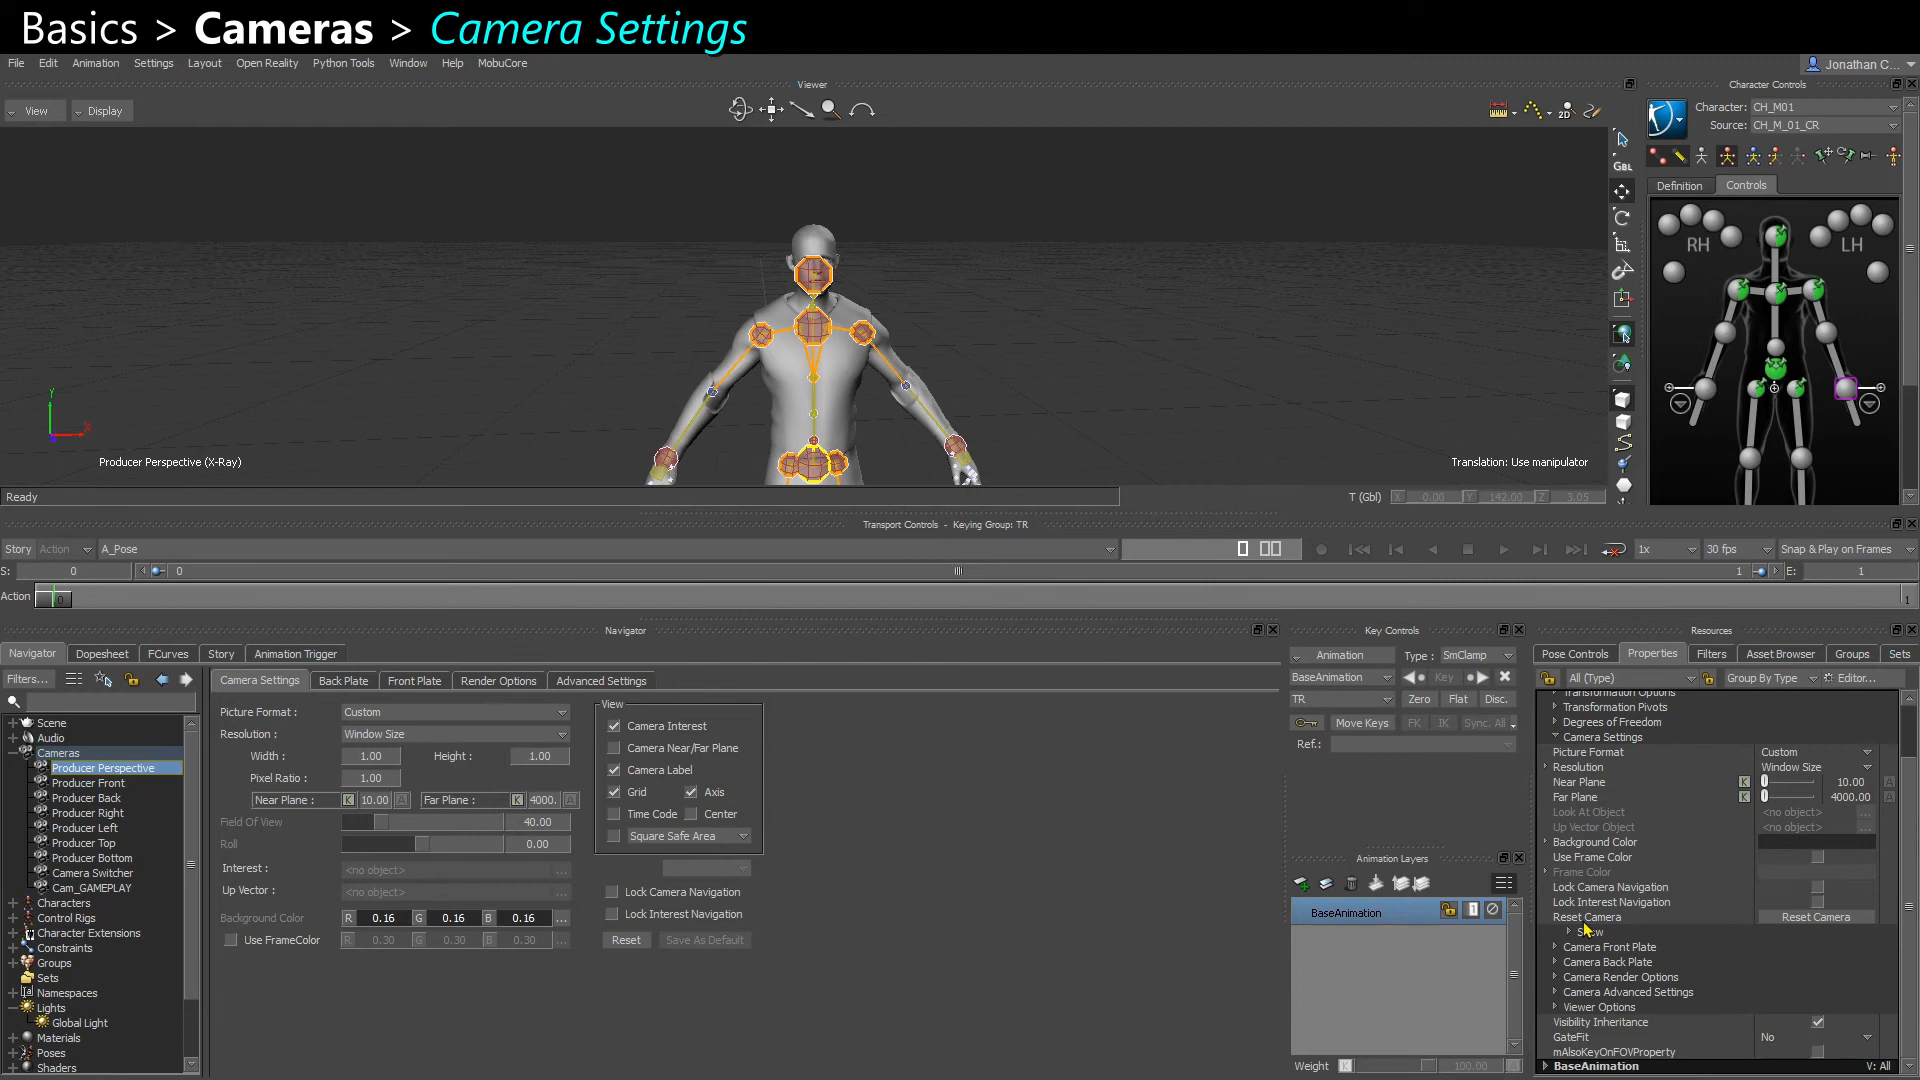 Basics > Cameras > Camera Settings
File Edit Animation Settings Layout Open Reality Python Tools Window Help MobuCore
Jonathan C...
Viewer
Character Controls
View Display
2D
Character: CH_M01
Source: CH_M_01_CR
GBL
Definition Controls
RH LH
Y
X
Producer Perspective (X-Ray)
Translation: Use manipulator
Ready
T (Gbl) X 0.00 Y 142.00 Z 3.05
Transport Controls - Keying Group: TR
Story Action A_Pose
1x 30 fps Snap & Play on Frames
S: 0 0 1 E: 1
Action 0 1
Navigator
Navigator Dopesheet FCurves Story Animation Trigger
Filters...
Scene
Audio
Cameras
Producer Perspective
Producer Front
Producer Back
Producer Right
Producer Left
Producer Top
Producer Bottom
Camera Switcher
Cam_GAMEPLAY
Characters
Control Rigs
Character Extensions
Constraints
Groups
Sets
Namespaces
Lights
Global Light
Materials
Poses
Shaders
Camera Settings Back Plate Front Plate Render Options Advanced Settings
Picture Format : Custom
Resolution : Window Size
Width : 1.00 Height : 1.00
Pixel Ratio : 1.00
Near Plane : K 10.00 A Far Plane : K 4000. A
Field Of View 40.00
Roll 0.00
Interest : <no object> ...
Up Vector : <no object> ...
Background Color R 0.16 G 0.16 B 0.16 ...
Use FrameColor R 0.30 G 0.30 B 0.30 ...
View
Camera Interest
Camera Near/Far Plane
Camera Label
Grid Axis
Time Code Center
Square Safe Area
Lock Camera Navigation
Lock Interest Navigation
Reset Save As Default
Key Controls
Animation Type : SmClamp
BaseAnimation Key
TR Zero Flat Disc.
Move Keys FK IK Sync. All
Ref.:
Animation Layers
BaseAnimation 1
Weight K 100.00 A
Resources
Pose Controls Properties Filters Asset Browser Groups Sets
All (Type) Group By Type Editor...
Transformation Options
Transformation Pivots
Degrees of Freedom
Camera Settings
Picture Format Custom
Resolution Window Size
Near Plane K 10.00 A
Far Plane K 4000.00 A
Look At Object <no object> ...
Up Vector Object <no object> ...
Background Color
Use Frame Color
Frame Color
Lock Camera Navigation
Lock Interest Navigation
Reset Camera Reset Camera
Camera Front Plate
Camera Back Plate
Camera Render Options
Camera Advanced Settings
Viewer Options
Visibility Inheritance
GateFit No
mAlsoKeyOnFOVProperty
BaseAnimation V: All